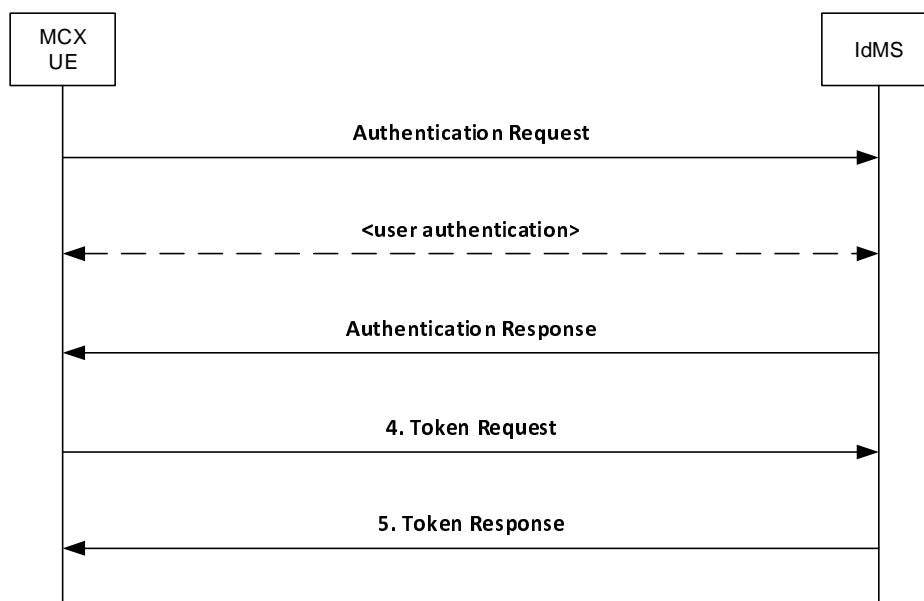 MCX
UE
IdMS
Authentication Request
<user authentication>
Authentication Response
4. Token Request
5. Token Response